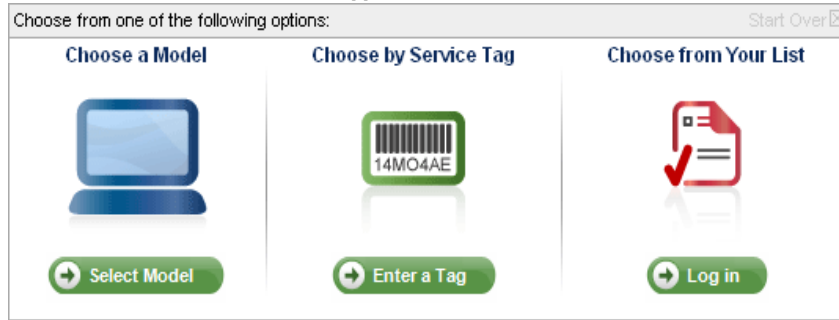 Choose from one of the following options:
Start Over
Choose a Model
Choose by Service Tag
Choose from Your List
14MO4AE
Select Model
Enter a Tag
Log in